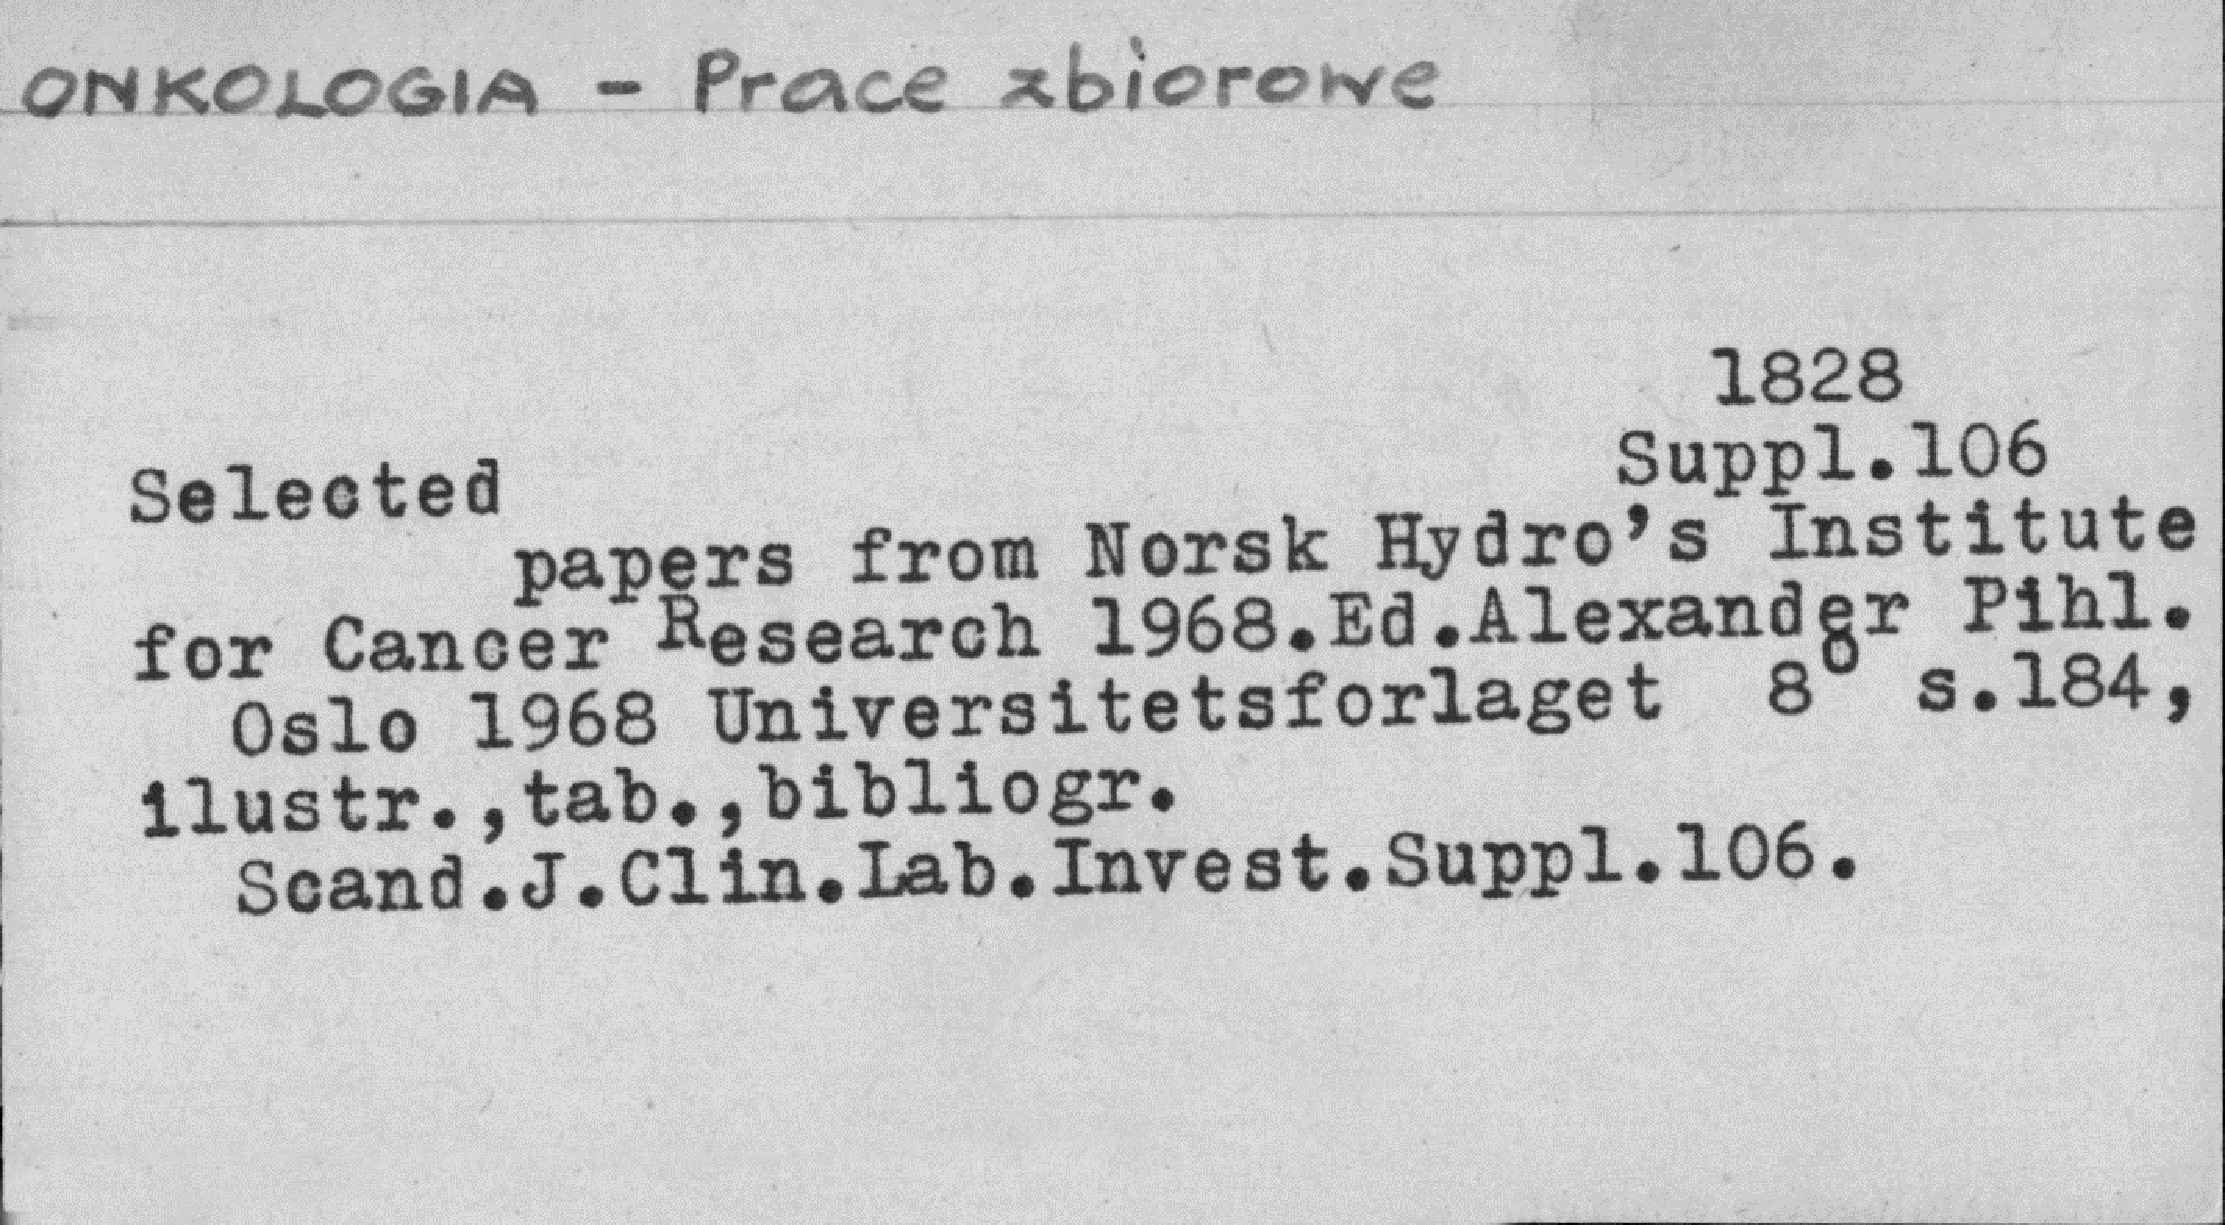 ONKOLOGIA - Prace zbiorowe
1828
Suppl.106
Selected
papers from Norsk Hydro's Institute
for Cancer Research 1968.Ed.Alexander Pihl.
Oslo 1968 Universitetsforlaget 8° s.184,
ilustr.,tab.,bibliogr.
Scand.J.Clin.Lab.Invest.Suppl.106.